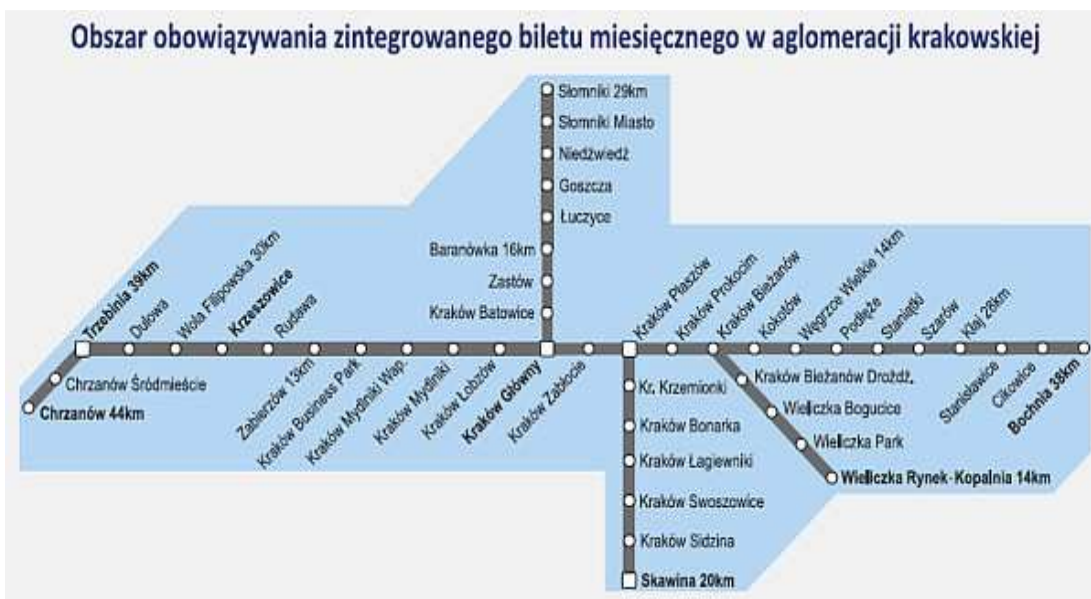 Obszar obowiązywania zintegrowanego biletu miesięcznego w aglomeracji krakowskiej
Słomniki 29km
Słomniki Miasto
Niedźwiedź
Goszcza
Łuczyce
Baranówka 16km
Zastów
Kraków Batowice
Trzebinia 39km
Dulowa
Wola Filipowska 30km
Krzeszowice
Rudawa
Kraków Płaszów
Kraków Prokocim
Kraków Bieżanów
Kokotów
Węgrzce Wielkie 14km
Podłęże
Staniątki
Szarów
Kłaj 28km
Chrzanów Śródmieście
Chrzanów 44km
Zabierzów 13km
Kraków Business Park
Kraków Mydlniki Wap.
Kraków Mydlniki
Kraków Łobzów
Kraków Główny
Kraków Zabłocie
Stanisławice
Cikowice
Bochnia 38km
Kr. Krzemionki
Kraków Bonarka
Kraków Łagiewniki
Kraków Swoszowice
Kraków Sidzina
Skawina 20km
Kraków Bieżanów Drożdż.
Wieliczka Bogucice
Wieliczka Park
Wieliczka Rynek-Kopalnia 14km